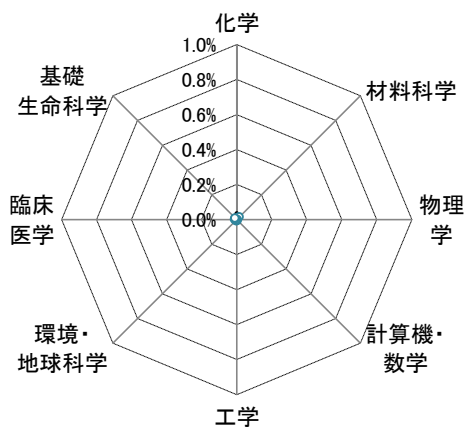 化学
1.0%
0.8%
0.6%
0.4%
0.2%
0.0%
基礎
生命科学
材料科学
臨床
医学
物理
学
環境・
地球科学
計算機・
数学
工学